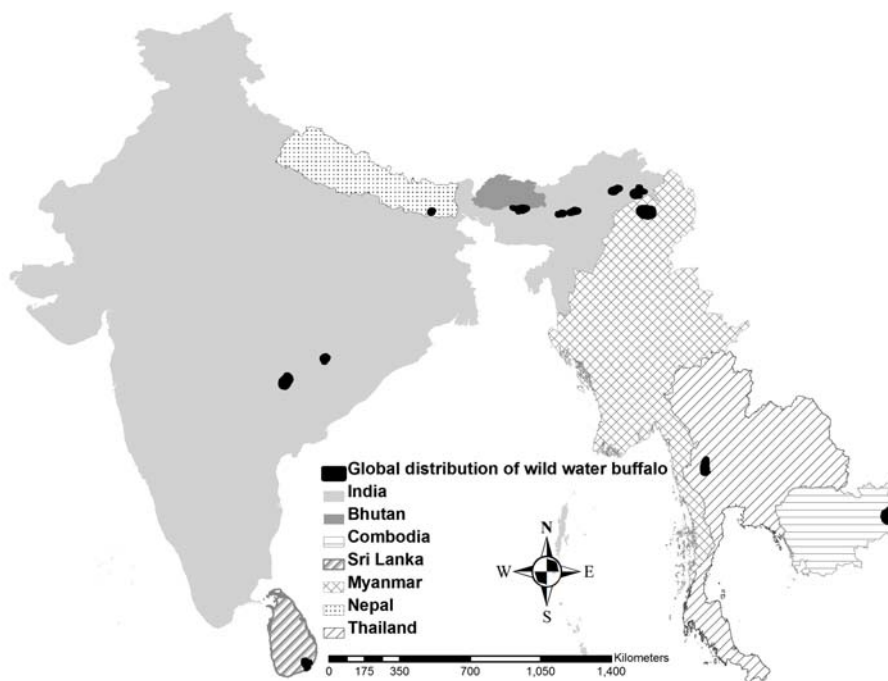 Global distribution of wild water buffalo
India
Bhutan
Combodia
Sri Lanka
Myanmar
Nepal
Thailand
N
W E
S
Kilometers
0 175 350 700 1,050 1,400